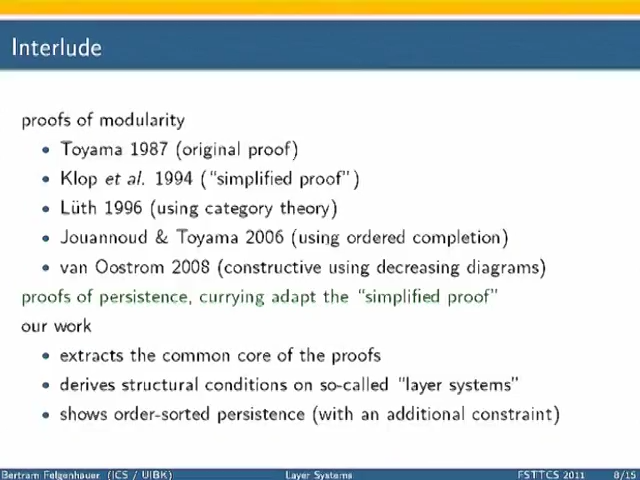 Interlude
proofs of modularity
• Toyama 1987 (original proof)
• Klop et al. 1994 (“simplified proof”)
• Lüth 1996 (using category theory)
• Jouannoud & Toyama 2006 (using ordered completion)
• van Oostrom 2008 (constructive using decreasing diagrams)
proofs of persistence, currying adapt the “simplified proof”
our work
• extracts the common core of the proofs
• derives structural conditions on so-called “layer systems”
• shows order-sorted persistence (with an additional constraint)
Bertram Felgenhauer (ICS / UIBK) Layer Systems FSTTCS 2011 8/15